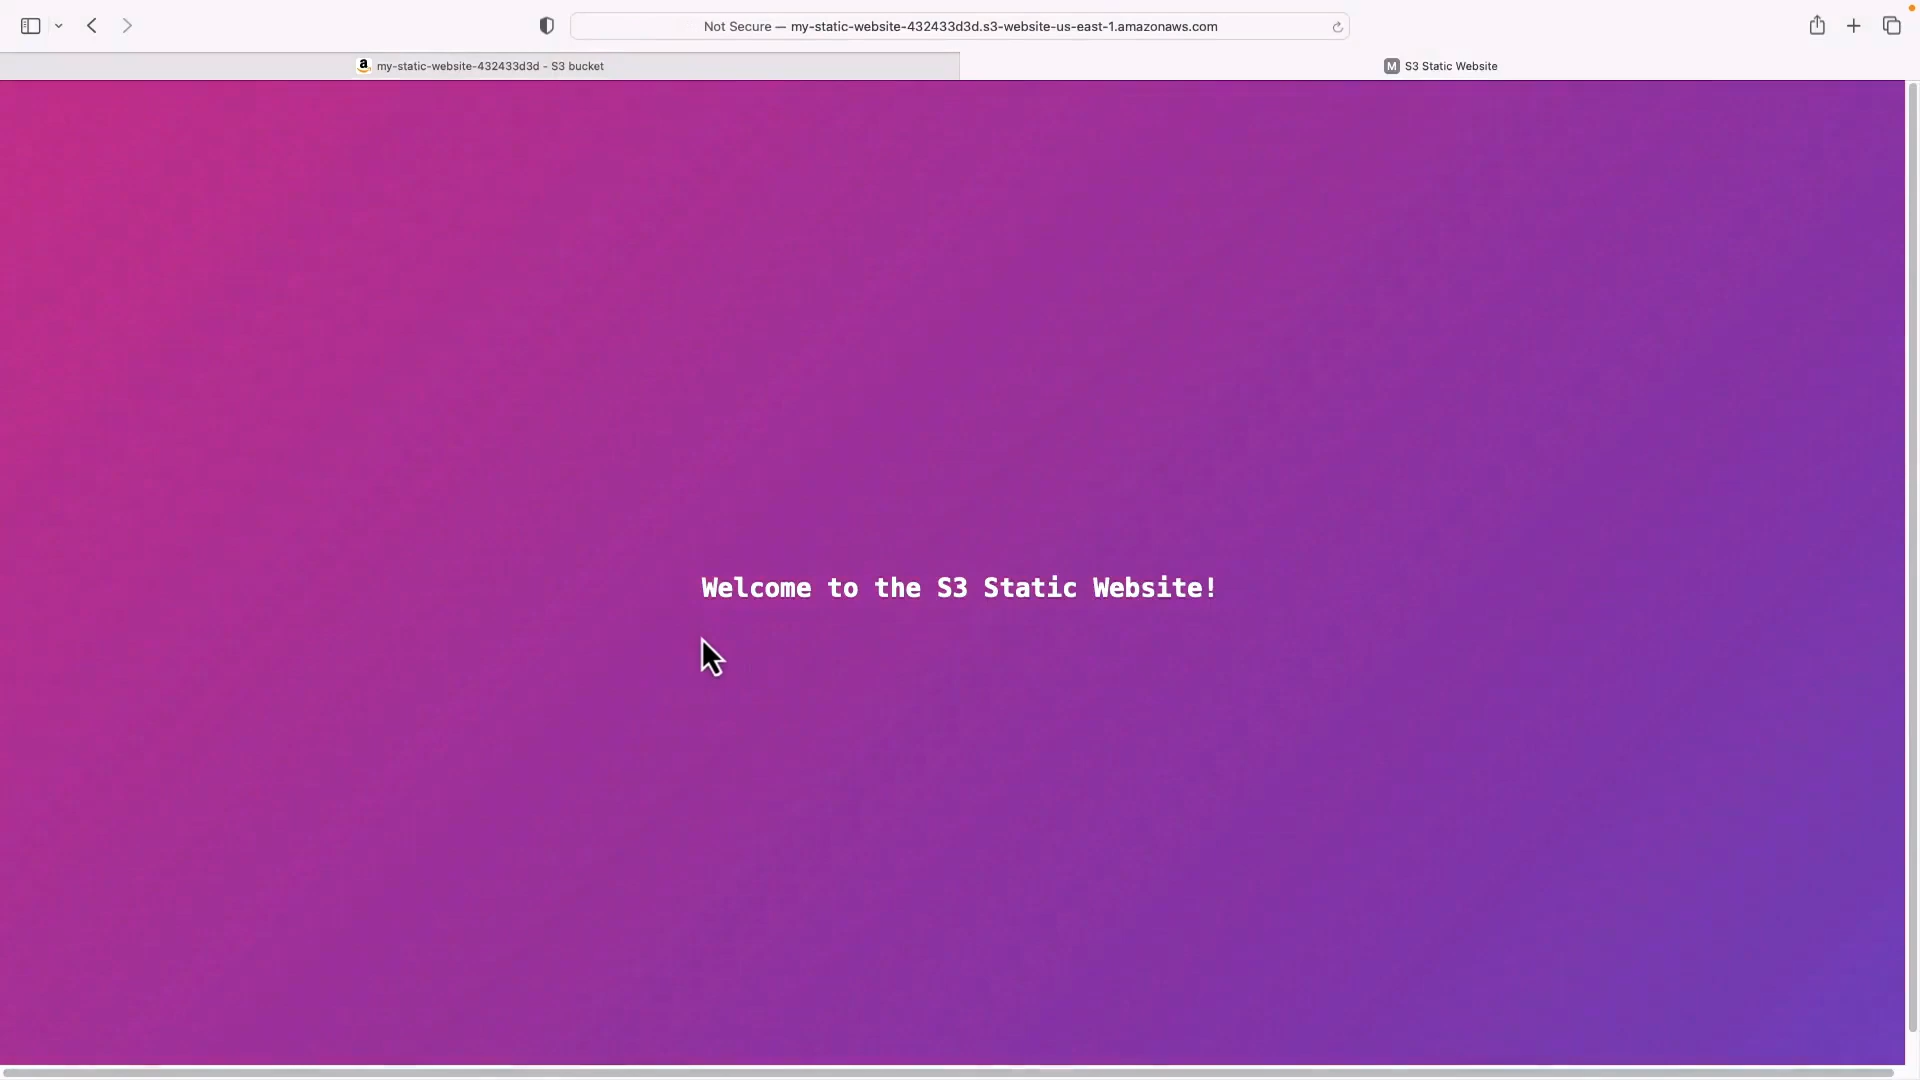 Not Secure — my-static-website-432433d3d.s3-website-us-east-1.amazonaws.com
my-static-website-432433d3d - S3 bucket
M S3 Static Website
Welcome to the S3 Static Website!